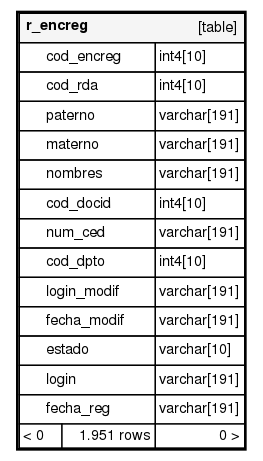 r_encreg [table]
cod_encreg int4[10]
cod_rda int4[10]
paterno varchar[191]
materno varchar[191]
nombres varchar[191]
cod_docid int4[10]
num_ced varchar[191]
cod_dpto int4[10]
login_modif varchar[191]
fecha_modif varchar[191]
estado varchar[10]
login varchar[191]
fecha_reg varchar[191]
< 0 1.951 rows 0 >